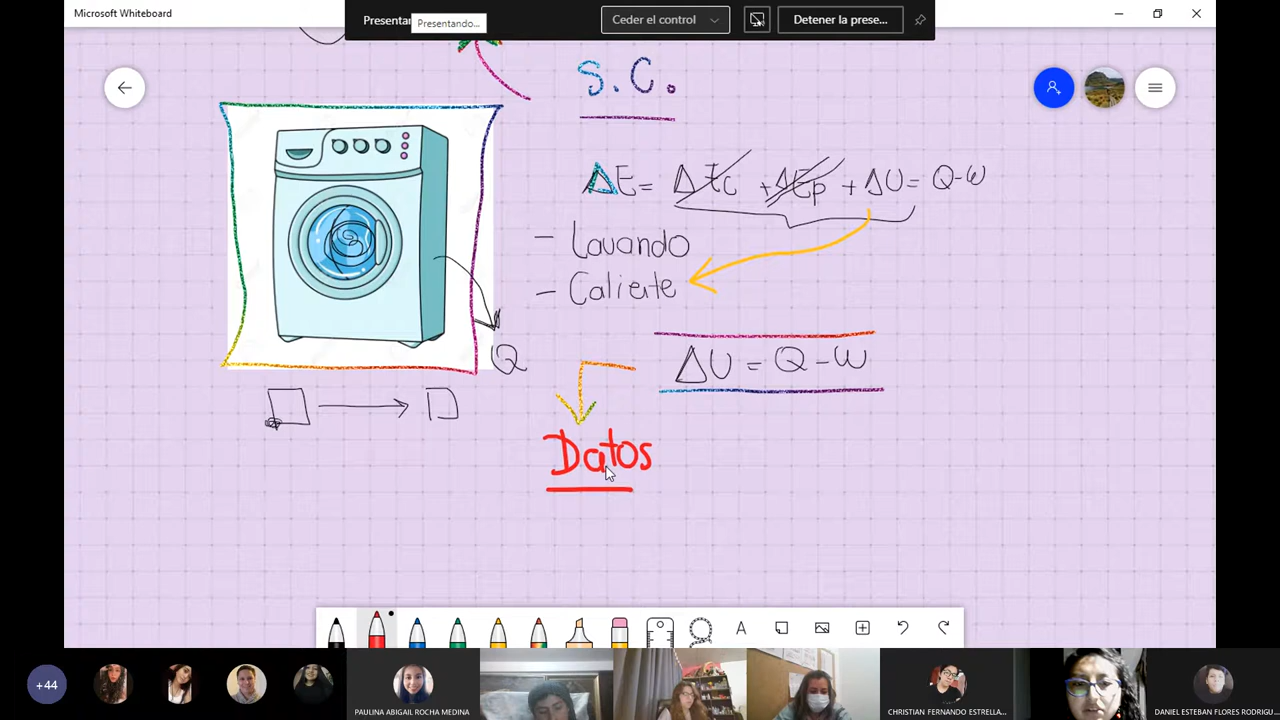 Microsoft Whiteboard
Presentando...
Ceder el control
Detener la prese...
S.C.
ΔE = ΔEc + ΔEp + ΔU = Q-W
- Lavando
- Caliente
ΔU = Q - W
Q
Datos
A
+44
PAULINA ABIGAIL ROCHA MEDINA
CHRISTIAN FERNANDO ESTRELLA...
DANIEL ESTEBAN FLORES RODRIGU...